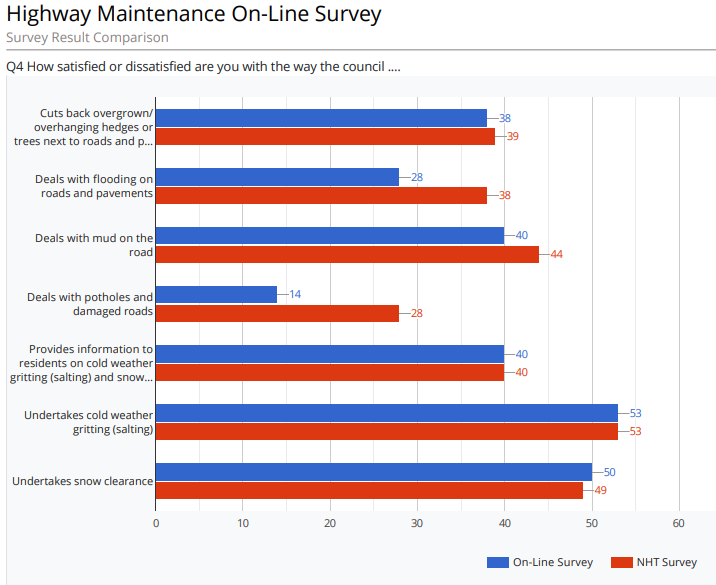 Highway Maintenance On-Line Survey
Survey Result Comparison
Q4 How satisfied or dissatisfied are you with the way the council ....
Cuts back overgrown/
overhanging hedges or
trees next to roads and p...
38
39
Deals with flooding on
roads and pavements
28
38
Deals with mud on the
road
40
44
Deals with potholes and
damaged roads
14
28
Provides information to
residents on cold weather
gritting (salting) and snow...
40
40
Undertakes cold weather
gritting (salting)
53
53
Undertakes snow clearance
50
49
0 10 20 30 40 50 60
On-Line Survey NHT Survey